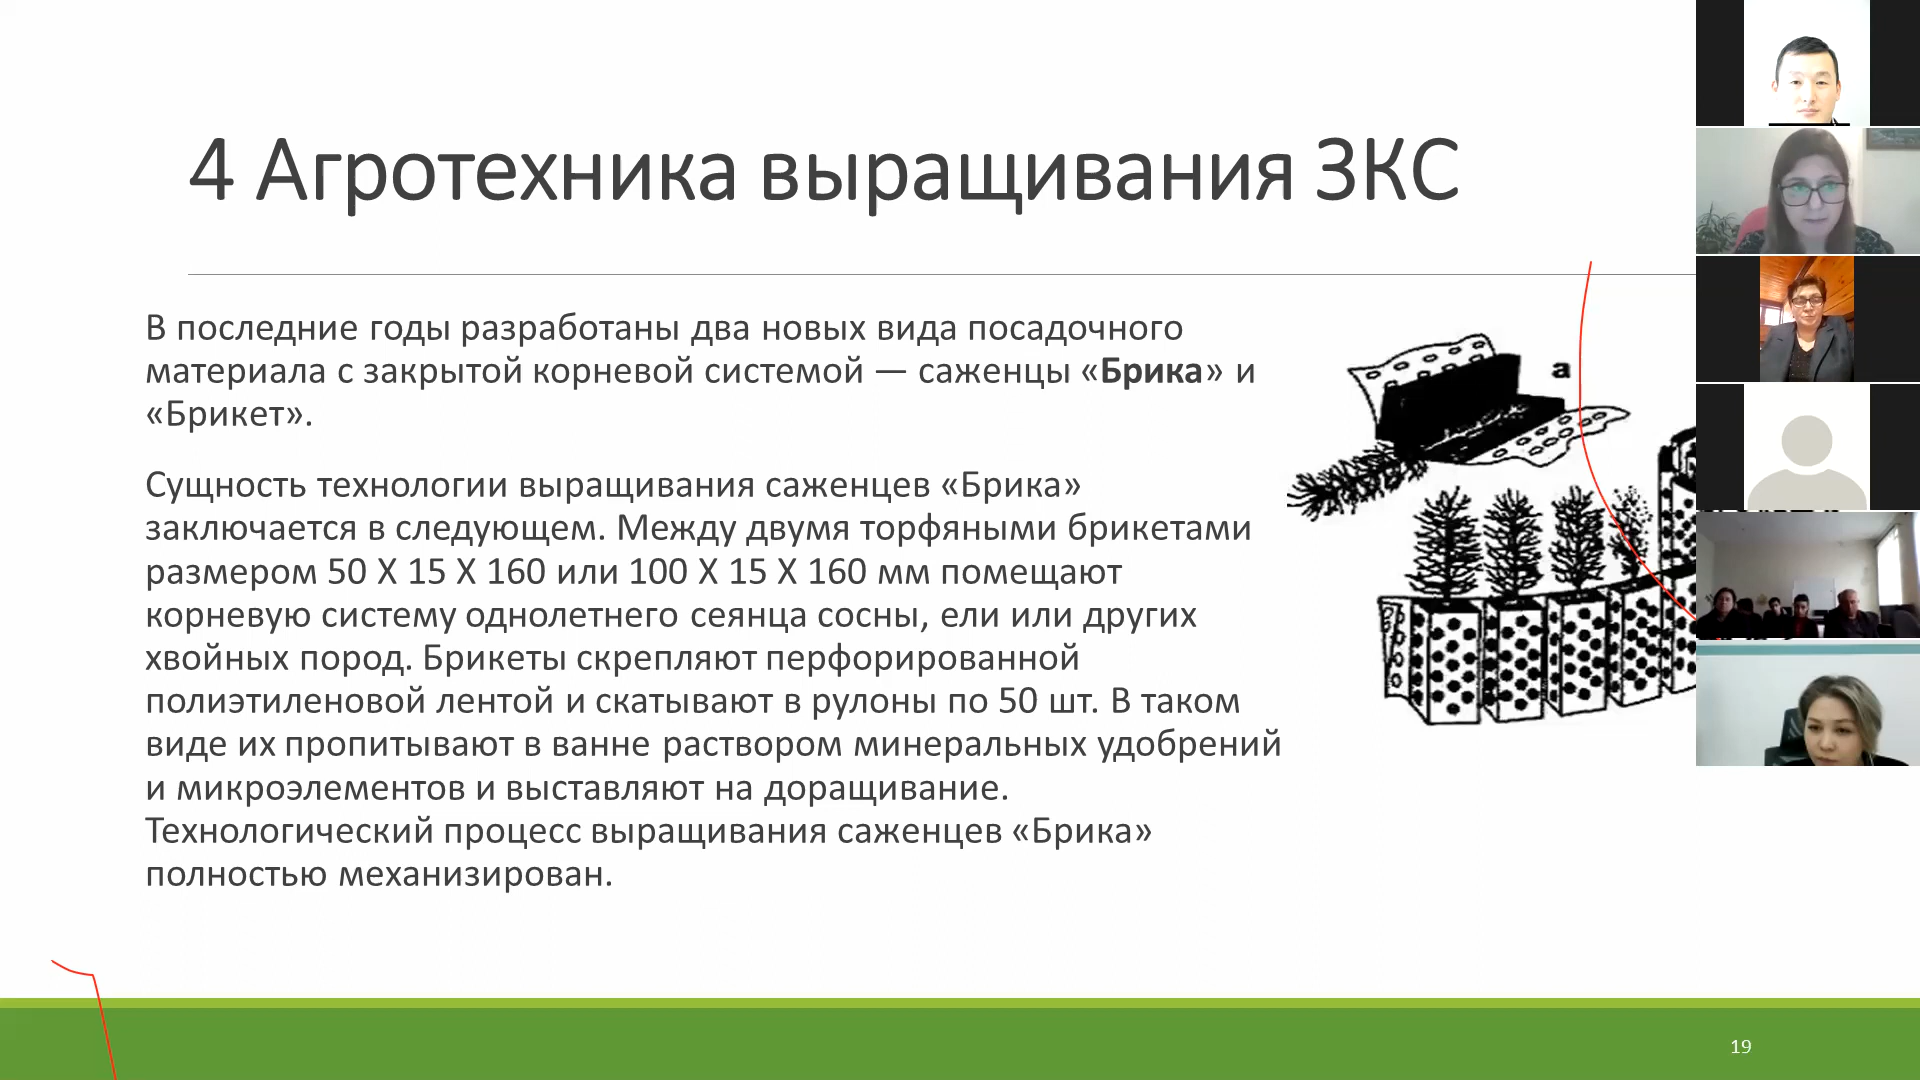 4 Агротехника выращивания ЗКС
В последние годы разработаны два новых вида посадочного
материала с закрытой корневой системой — саженцы «Брика» и
«Брикет».
Сущность технологии выращивания саженцев «Брика»
заключается в следующем. Между двумя торфяными брикетами
размером 50 X 15 X 160 или 100 X 15 X 160 мм помещают
корневую систему однолетнего сеянца сосны, ели или других
хвойных пород. Брикеты скрепляют перфорированной
полиэтиленовой лентой и скатывают в рулоны по 50 шт. В таком
виде их пропитывают в ванне раствором минеральных удобрений
и микроэлементов и выставляют на доращивание.
Технологический процесс выращивания саженцев «Брика»
полностью механизирован.
а
19